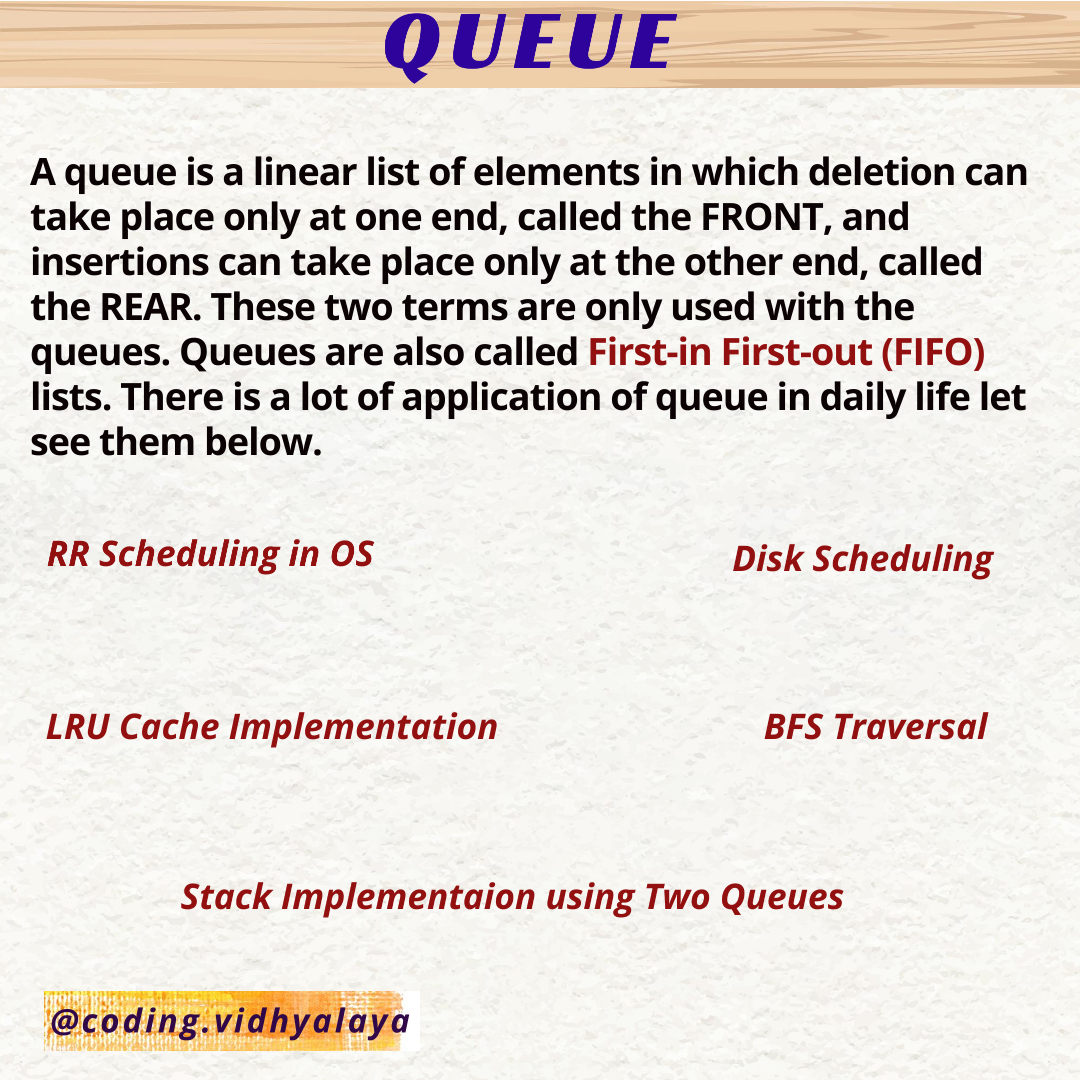 QUEUE
A queue is a linear list of elements in which deletion can
take place only at one end, called the FRONT, and
insertions can take place only at the other end, called
the REAR. These two terms are only used with the
queues. Queues are also called First-in First-out (FIFO)
lists. There is a lot of application of queue in daily life let
see them below.
RR Scheduling in OS
Disk Scheduling
LRU Cache Implementation
BFS Traversal
Stack Implementaion using Two Queues
@coding.vidhyalaya